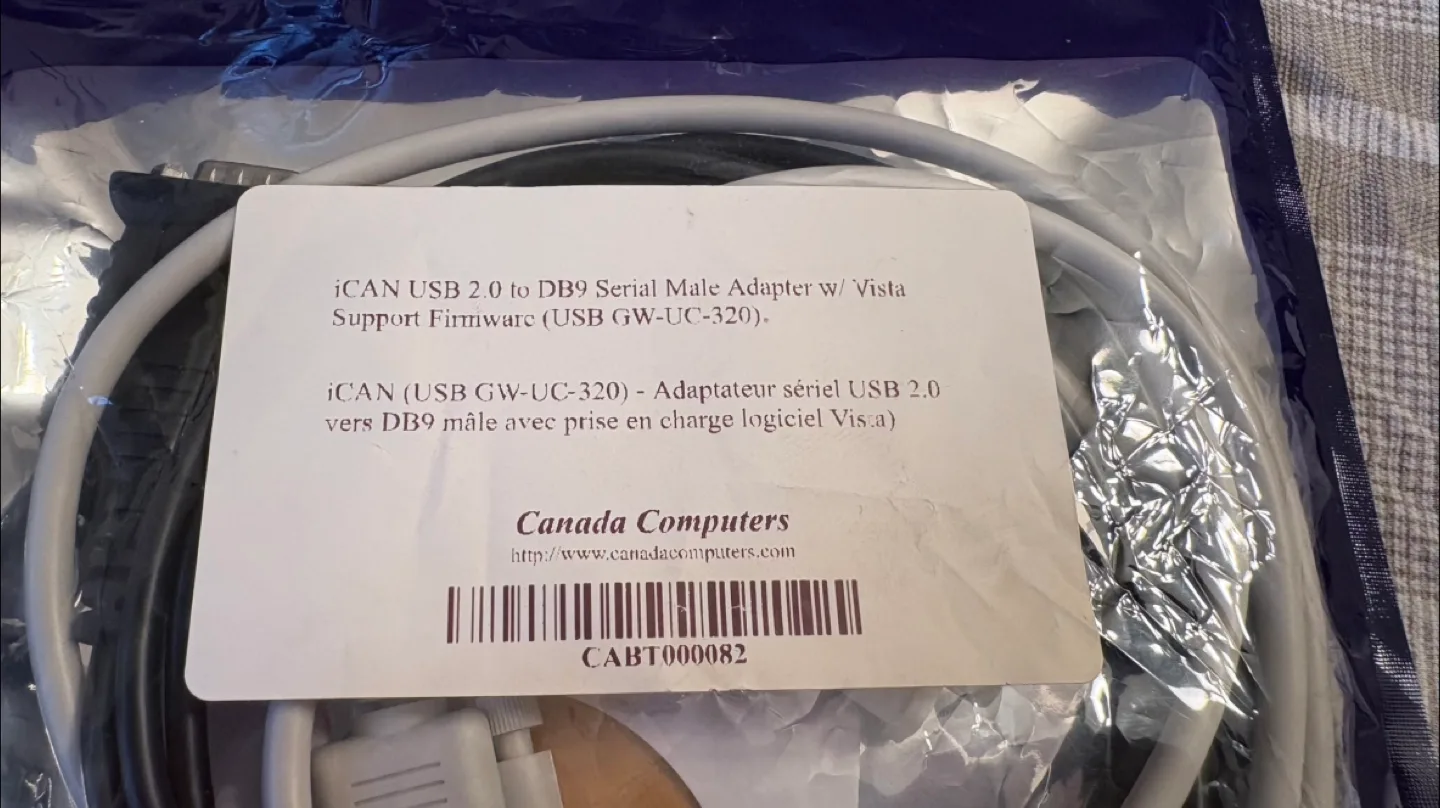 iCAN USB 2.0 to DB9 Serial Male Adapter w/ Vista
Support Firmware (USB GW-UC-320).
iCAN (USB GW-UC-320) - Adaptateur sériel USB 2.0
vers DB9 mâle avec prise en charge logiciel Vista)
Canada Computers
http://www.canadacomputers.com
CABT000082